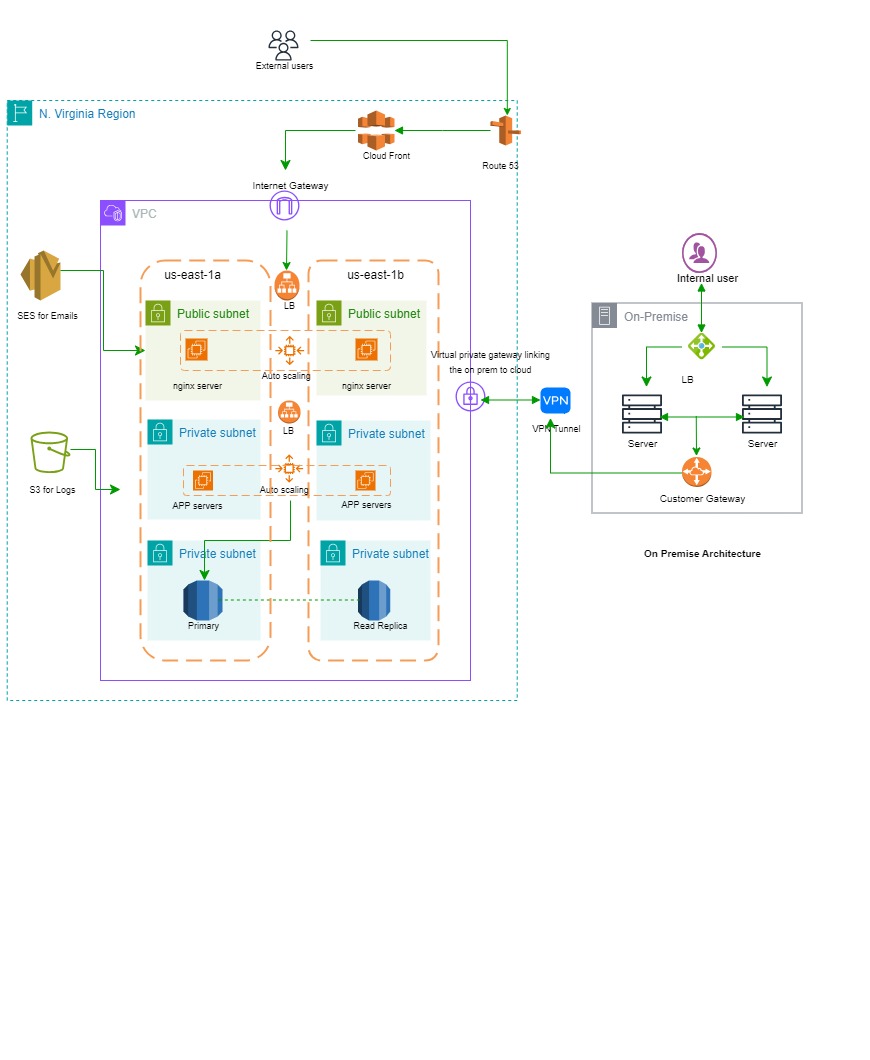 External users
N. Virginia Region
Cloud Front
Route 53
Internet Gateway
VPC
us-east-1a
us-east-1b
LB
Public subnet
Public subnet
Auto scaling
nginx server
nginx server
SES for Emails
Virtual private gateway linking
the on prem to cloud
LB
Private subnet
Private subnet
Auto scaling
APP servers
APP servers
S3 for Logs
Private subnet
Private subnet
Primary
Read Replica
VPN
VPN Tunnel
Internal user
On-Premise
LB
Server
Server
Customer Gateway
On Premise Architecture